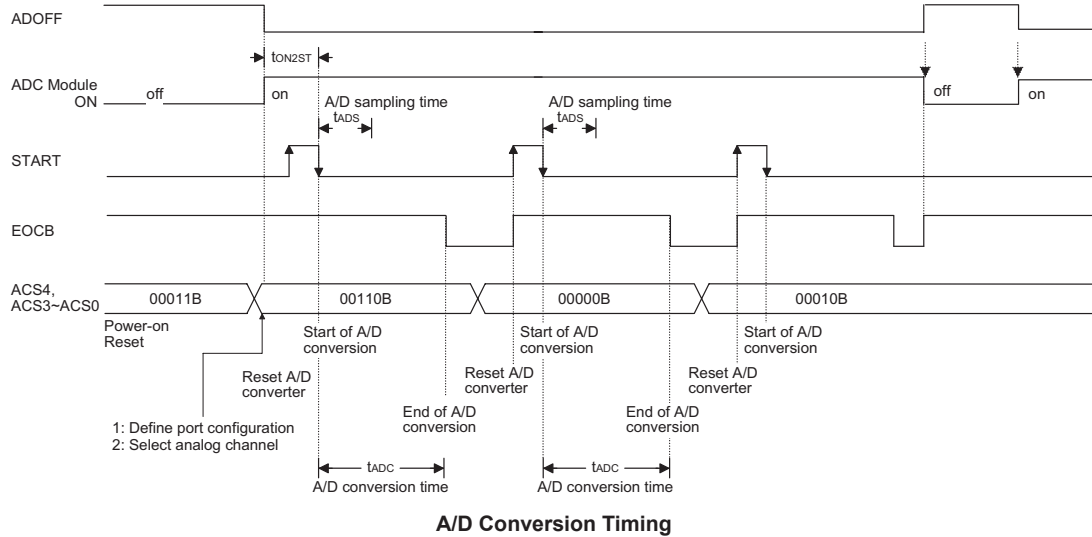 ADOFF
tON2ST
ADC Module
ON
off
on
off
on
A/D sampling time
tADS
A/D sampling time
tADS
START
EOCB
ACS4,
ACS3~ACS0
00011B
00110B
00000B
00010B
Power-on
Reset
Start of A/D
conversion
Start of A/D
conversion
Start of A/D
conversion
Reset A/D
converter
Reset A/D
converter
Reset A/D
converter
End of A/D
conversion
End of A/D
conversion
1: Define port configuration
2: Select analog channel
tADC
A/D conversion time
tADC
A/D conversion time
A/D Conversion Timing